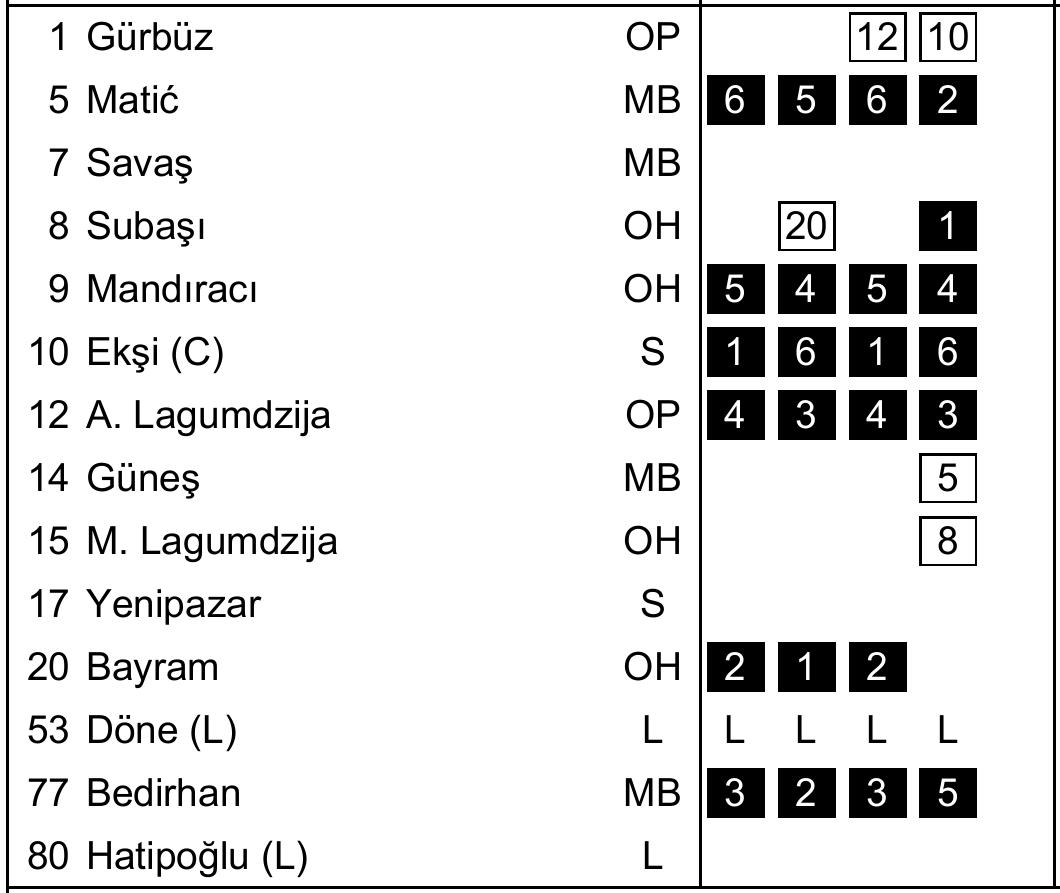 1 Gürbüz OP 12 10
5 Matić MB 6 5 6 2
7 Savaş MB
8 Subaşı OH 20 1
9 Mandıracı OH 5 4 5 4
10 Ekşi (C) S 1 6 1 6
12 A. Lagumdzija OP 4 3 4 3
14 Güneş MB 5
15 M. Lagumdzija OH 8
17 Yenipazar S
20 Bayram OH 2 1 2
53 Döne (L) L L L L L
77 Bedirhan MB 3 2 3 5
80 Hatipoğlu (L) L